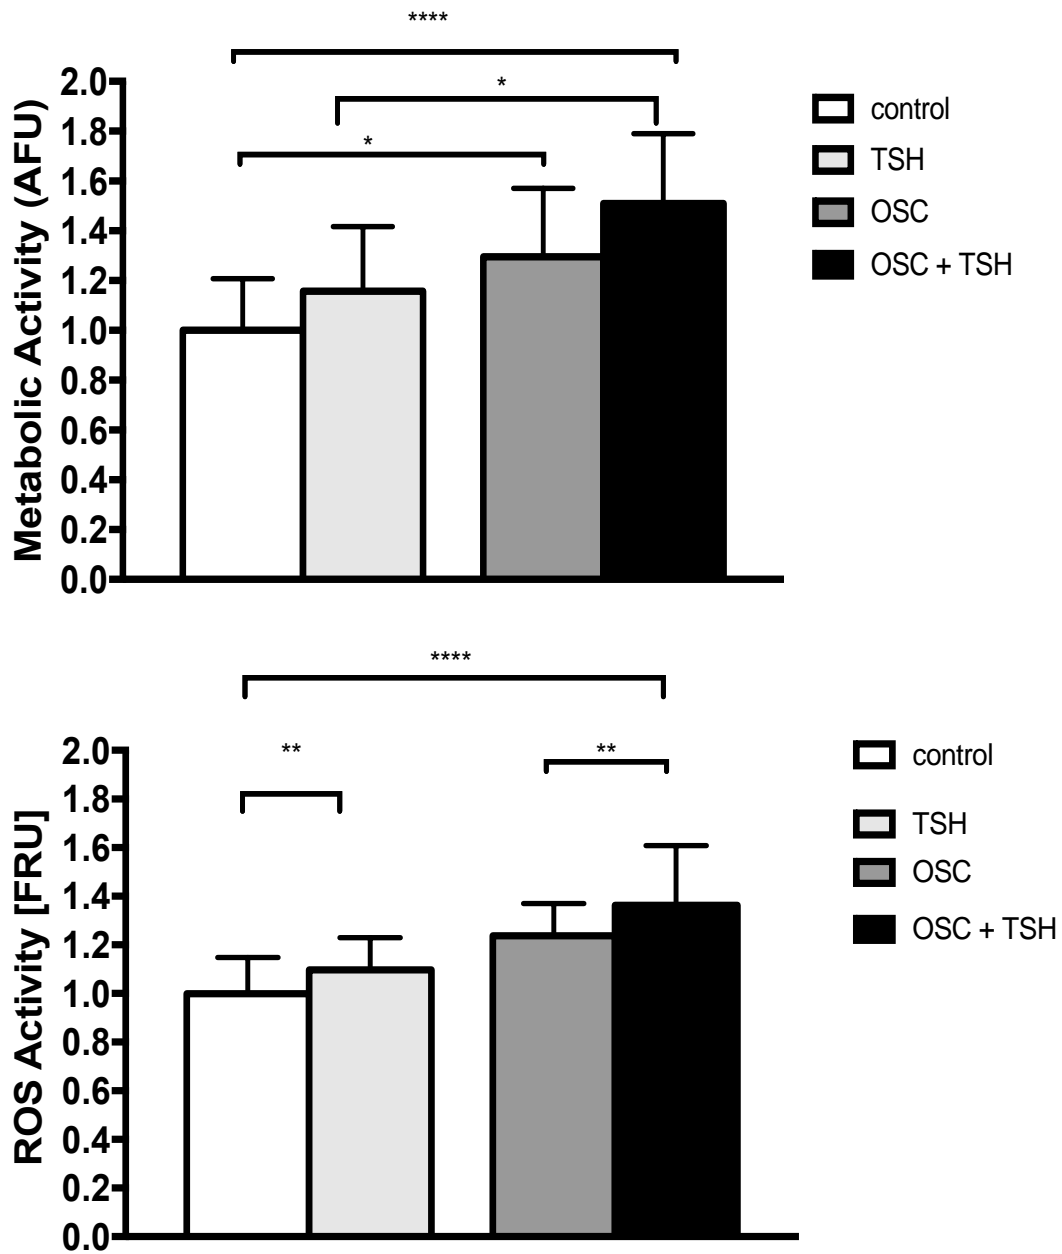 ****
*
*
2.0
1.8
1.6
1.4
1.2
1.0
0.8
0.6
0.4
0.2
0.0
Metabolic Activity (AFU)
control
TSH
OSC
OSC + TSH
****
**
**
2.0
1.8
1.6
1.4
1.2
1.0
0.8
0.6
0.4
0.2
0.0
ROS Activity [FRU]
control
TSH
OSC
OSC + TSH